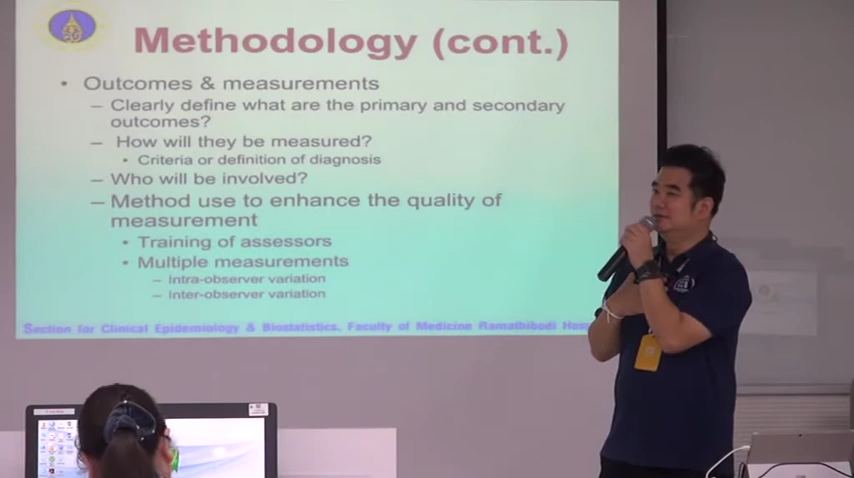 Methodology (cont.)
• Outcomes & measurements
– Clearly define what are the primary and secondary
outcomes?
– How will they be measured?
• Criteria or definition of diagnosis
– Who will be involved?
– Method use to enhance the quality of
measurement
• Training of assessors
• Multiple measurements
– Intra-observer variation
– Inter-observer variation
Section for Clinical Epidemiology & Biostatistics, Faculty of Medicine Ramathibodi Hos